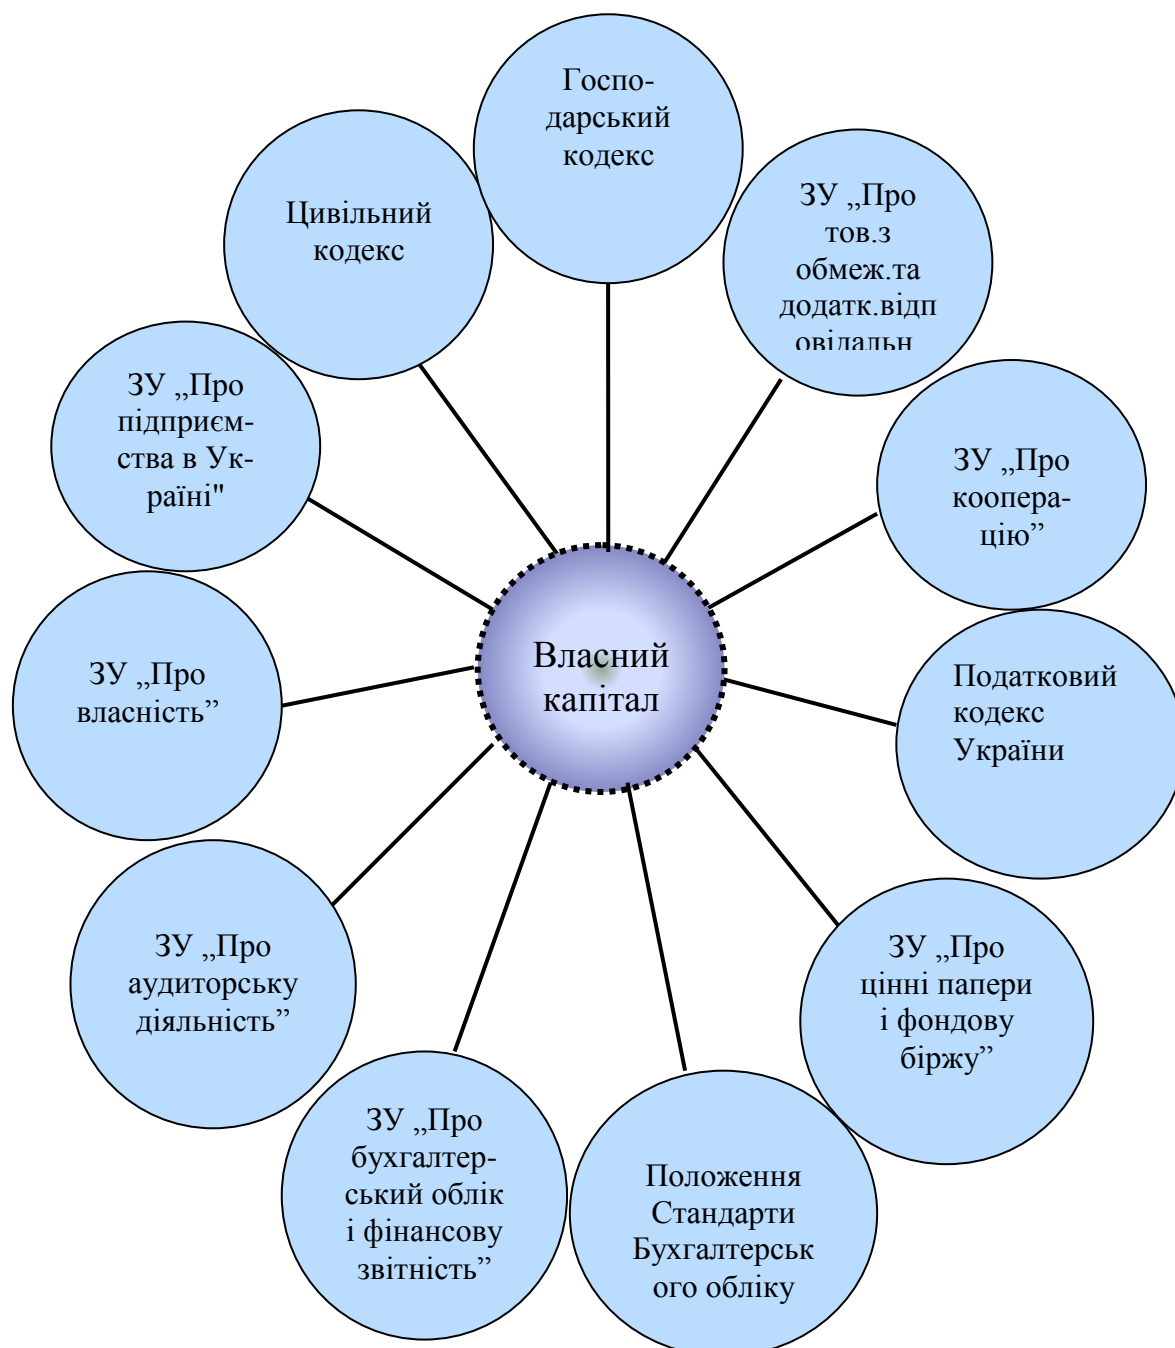 Госпо-
дарський
кодекс
Цивільний
кодекс
ЗУ „Про
тов.з
обмеж.та
додатк.відп
овідальн
ЗУ „Про
підприєм-
ства в Ук-
раїні"
ЗУ „Про
коопера-
цію”
Власний
капітал
ЗУ „Про
власність”
Податковий
кодекс
України
ЗУ „Про
аудиторську
діяльність”
ЗУ „Про
цінні папери
і фондову
біржу”
ЗУ „Про
бухгалтер-
ський облік
і фінансову
звітність”
Положення
Стандарти
Бухгалтерськ
ого обліку